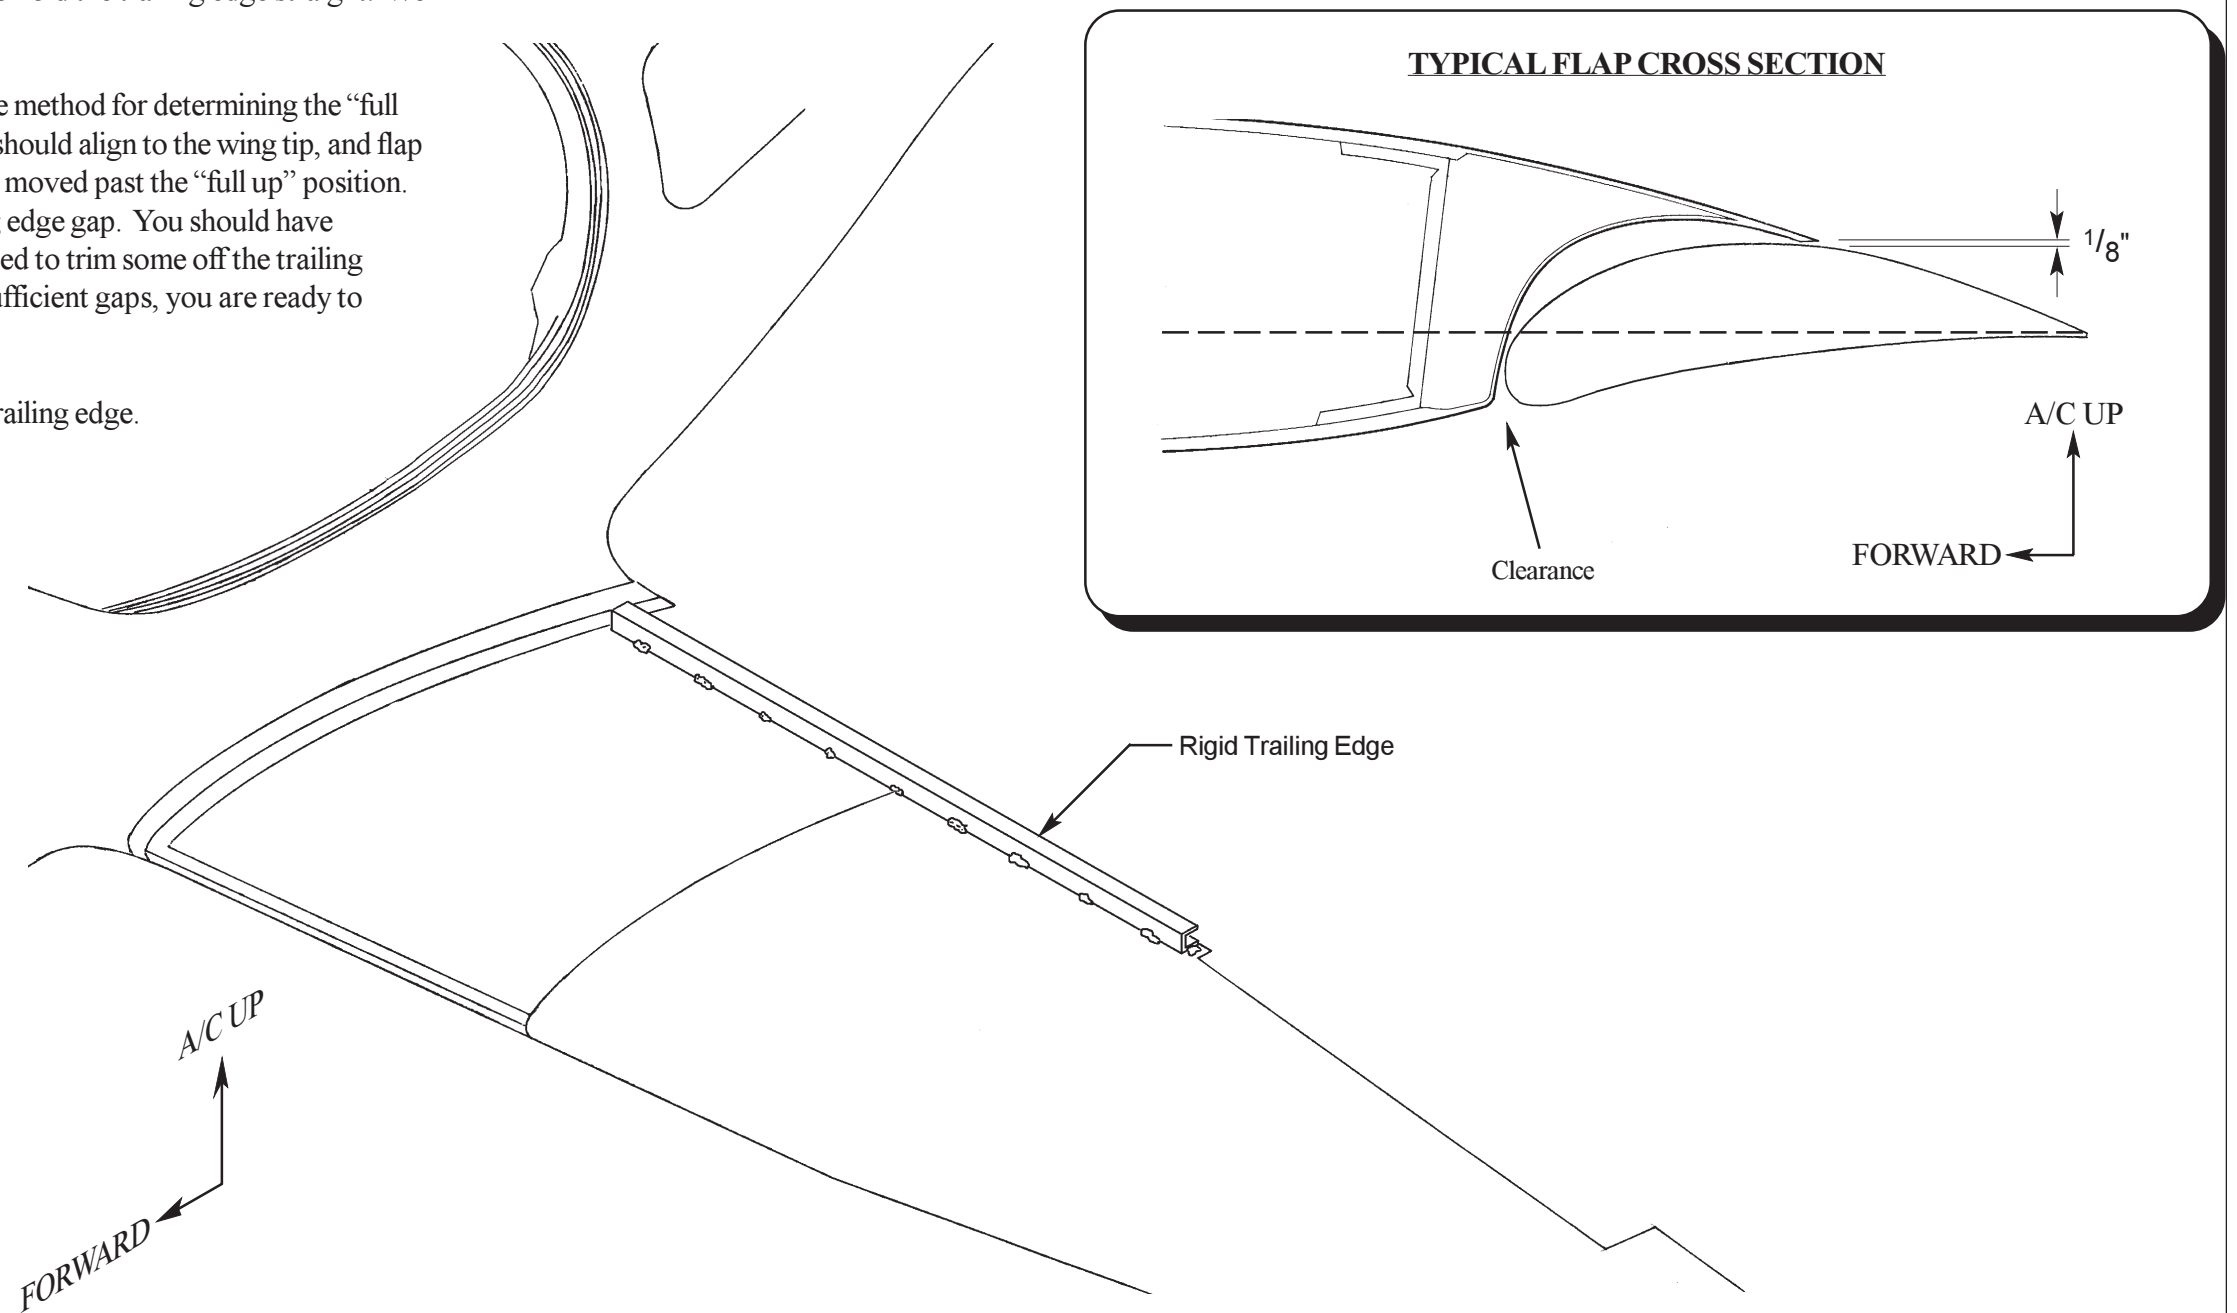 e method for determining the “full
should align to the wing tip, and flap
moved past the “full up” position.
edge gap.  You should have
ed to trim some off the trailing
ufficient gaps, you are ready to
railing edge.
TYPICAL FLAP CROSS SECTION
1/8"
A/C UP
FORWARD
Clearance
Rigid Trailing Edge
A/C UP
FORWARD